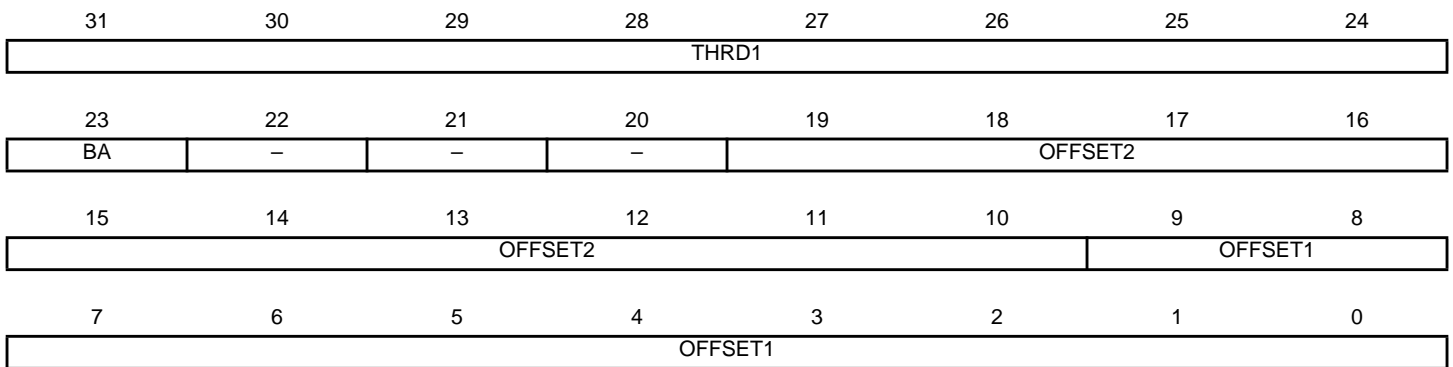 31 30 29 28 27 26 25 24
THRD1
23 22 21 20 19 18 17 16
BA – – – OFFSET2
15 14 13 12 11 10 9 8
OFFSET2 OFFSET1
7 6 5 4 3 2 1 0
OFFSET1